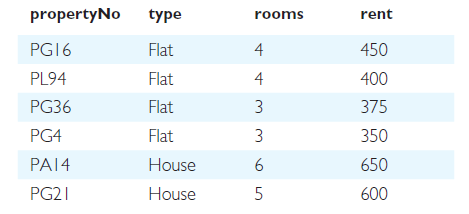 propertyNo type rooms rent
PG16 Flat 4 450
PL94 Flat 4 400
PG36 Flat 3 375
PG4 Flat 3 350
PA14 House 6 650
PG21 House 5 600